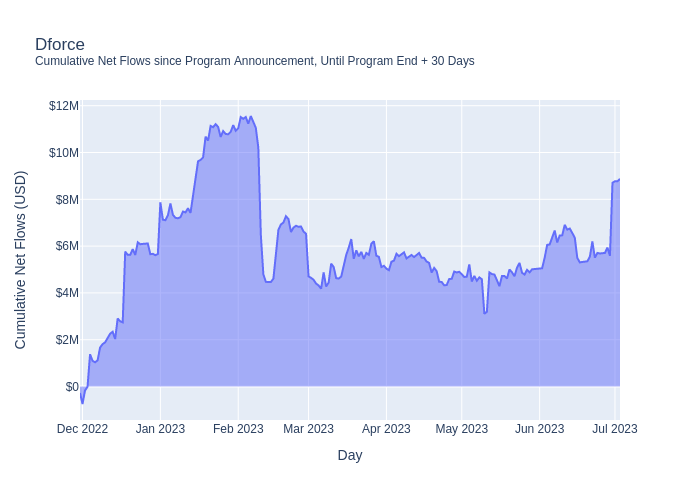 Dforce
Cumulative Net Flows since Program Announcement, Until Program End + 30 Days
$12M
$10M
$8M
$6M
$4M
$2M
$0
Cumulative Net Flows (USD)
Dec 2022 Jan 2023 Feb 2023 Mar 2023 Apr 2023 May 2023 Jun 2023 Jul 2023
Day